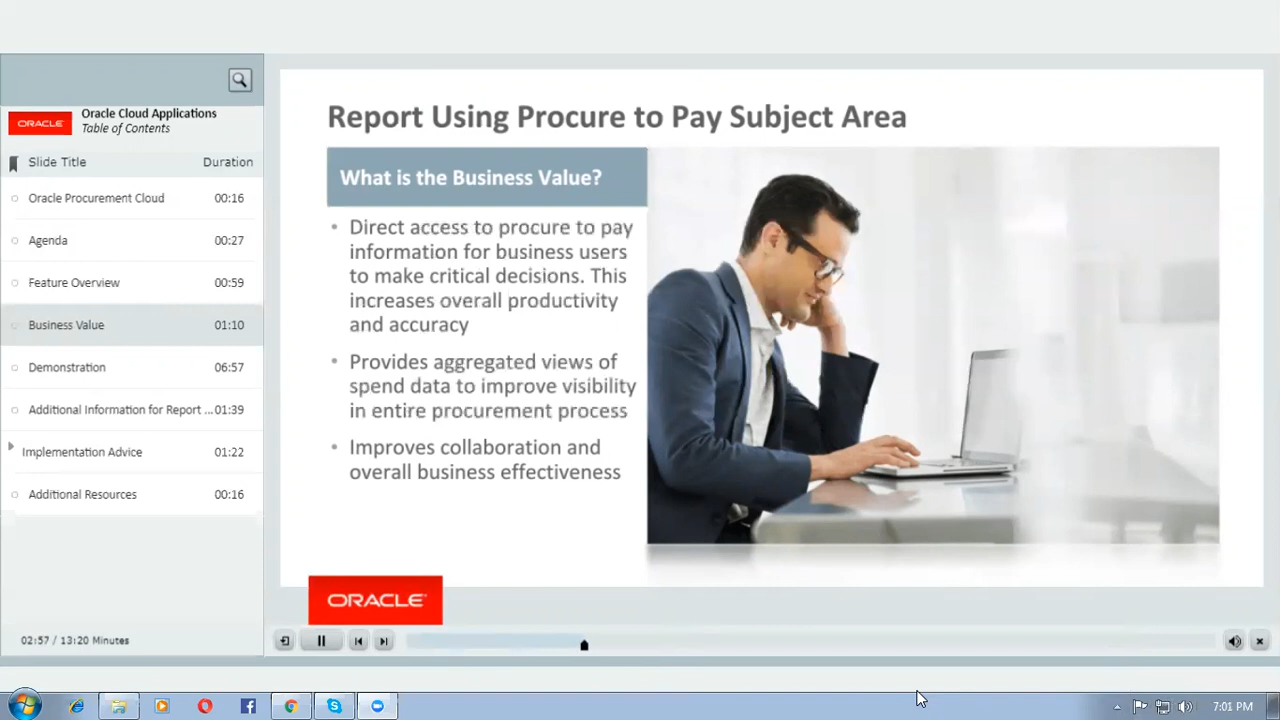 ORACLE
Oracle Cloud Applications
Table of Contents
Slide Title Duration
Oracle Procurement Cloud 00:16
Agenda 00:27
Feature Overview 00:59
Business Value 01:10
Demonstration 06:57
Additional Information for Report ... 01:39
Implementation Advice 01:22
Additional Resources 00:16
02:57 / 13:20 Minutes
Report Using Procure to Pay Subject Area
What is the Business Value?
• Direct access to procure to pay
information for business users
to make critical decisions. This
increases overall productivity
and accuracy
• Provides aggregated views of
spend data to improve visibility
in entire procurement process
• Improves collaboration and
overall business effectiveness
ORACLE
7:01 PM